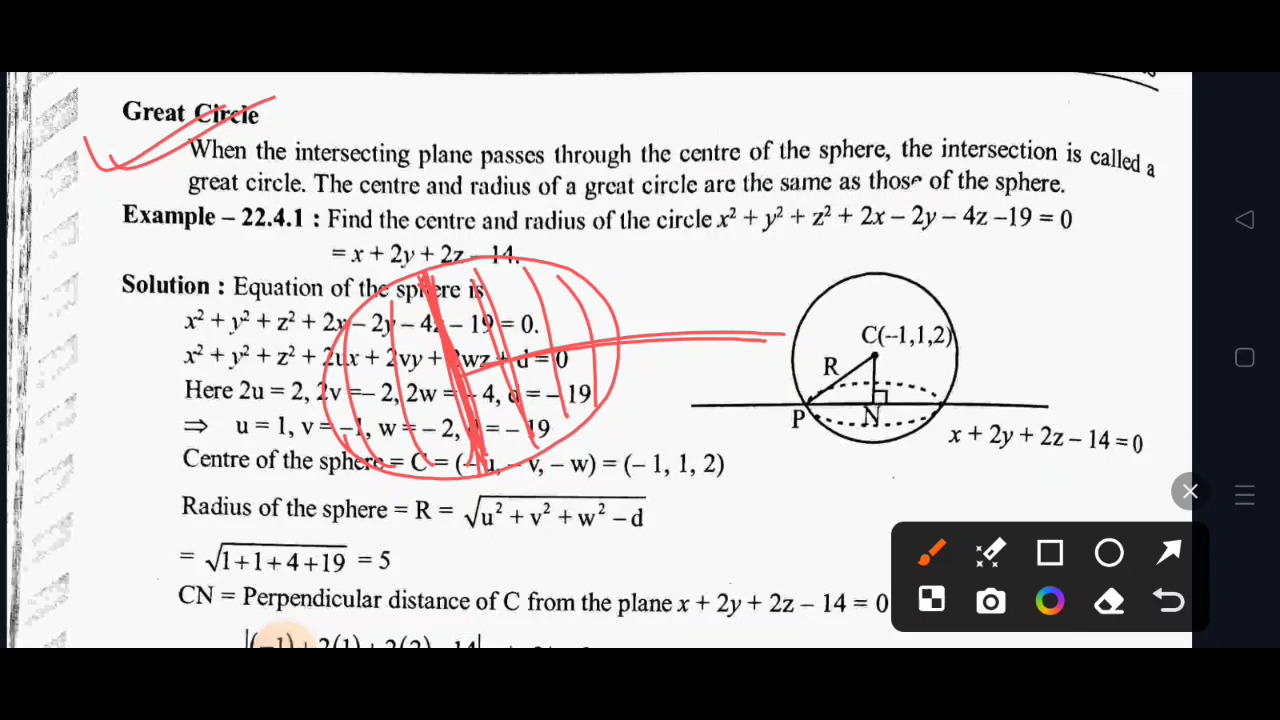 Great Circle
When the intersecting plane passes through the centre of the sphere, the intersection is called a
great circle. The centre and radius of a great circle are the same as those of the sphere.
Example – 22.4.1 : Find the centre and radius of the circle x² + y² + z² + 2x – 2y – 4z –19 = 0
= x + 2y + 2z – 14.
Solution : Equation of the sphere is
x² + y² + z² + 2x – 2y – 4z – 19 = 0.
x² + y² + z² + 2ux + 2vy + 2wz + d = 0
Here 2u = 2, 2v = – 2, 2w = – 4, d = – 19
⇒ u = 1, v = –1, w = – 2, d = – 19
Centre of the sphere = C = (– u, – v, – w) = (– 1, 1, 2)
Radius of the sphere = R = √u² + v² + w² – d
= √1+1+4+19 = 5
CN = Perpendicular distance of C from the plane x + 2y + 2z – 14 = 0
|(–1) + 2(1) + 2(2) – 14|
C(–1,1,2)
R
P
N
x + 2y + 2z – 14 = 0